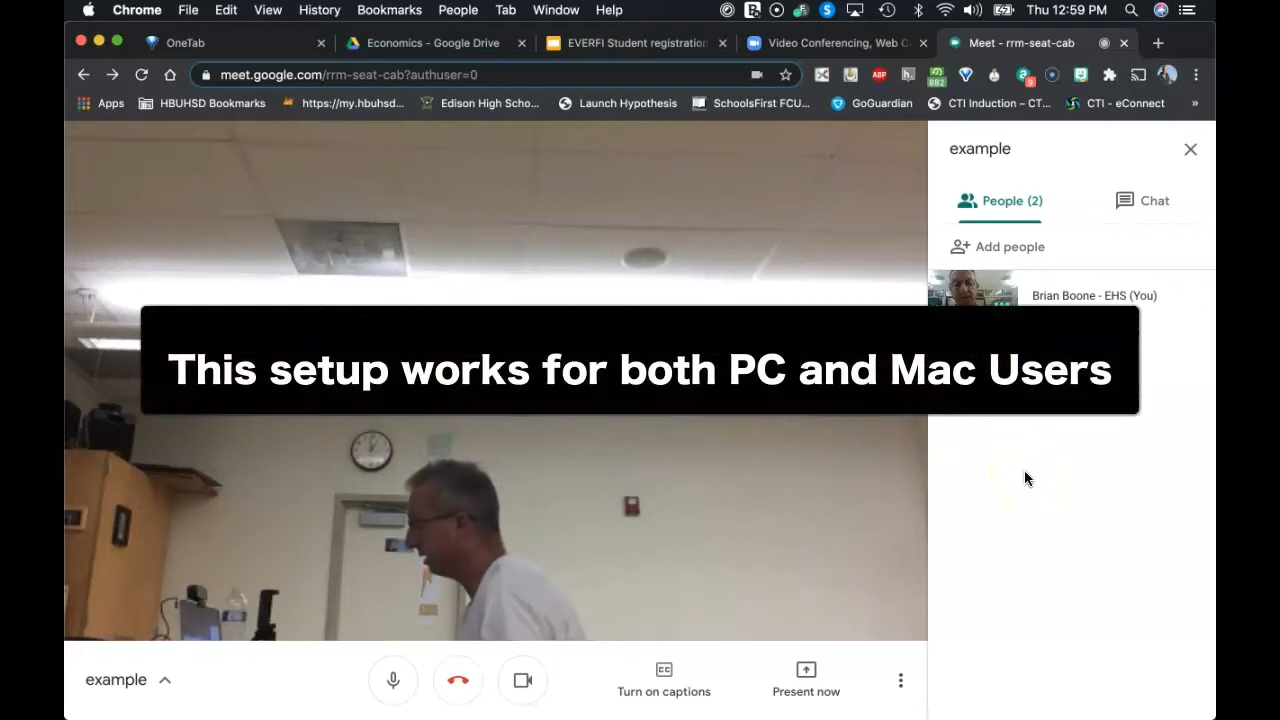 Chrome File Edit View History Bookmarks People Tab Window Help Thu 12:59 PM
OneTab Economics - Google Drive EVERFI Student registration Video Conferencing, Web C Meet - rrm-seat-cab
meet.google.com/rrm-seat-cab?authuser=0 ABP h. 882
Apps HBUHSD Bookmarks https://my.hbuhsd... Edison High Scho... Launch Hypothesis SchoolsFirst FCU... GoGuardian CTI Induction – CT... CTI - eConnect »
example
People (2) Chat
Add people
Brian Boone - EHS (You)
This setup works for both PC and Mac Users
example
CC
Turn on captions Present now